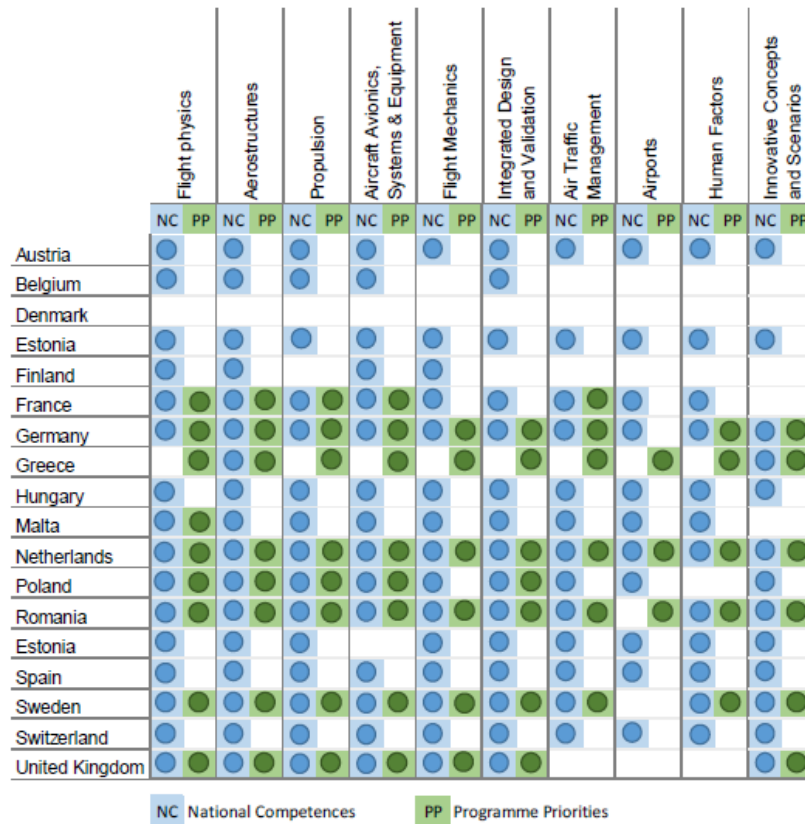 Flight physics
Aerostructures
Propulsion
Aircraft Avionics,
Systems & Equipment
Flight Mechanics
Integrated Design
and Validation
Air Traffic
Management
Airports
Human Factors
Innovative Concepts
and Scenarios
NC PP NC PP NC PP NC PP NC PP NC PP NC PP NC PP NC PP NC PP
Austria
Belgium
Denmark
Estonia
Finland
France
Germany
Greece
Hungary
Malta
Netherlands
Poland
Romania
Estonia
Spain
Sweden
Switzerland
United Kingdom
NC National Competences PP Programme Priorities